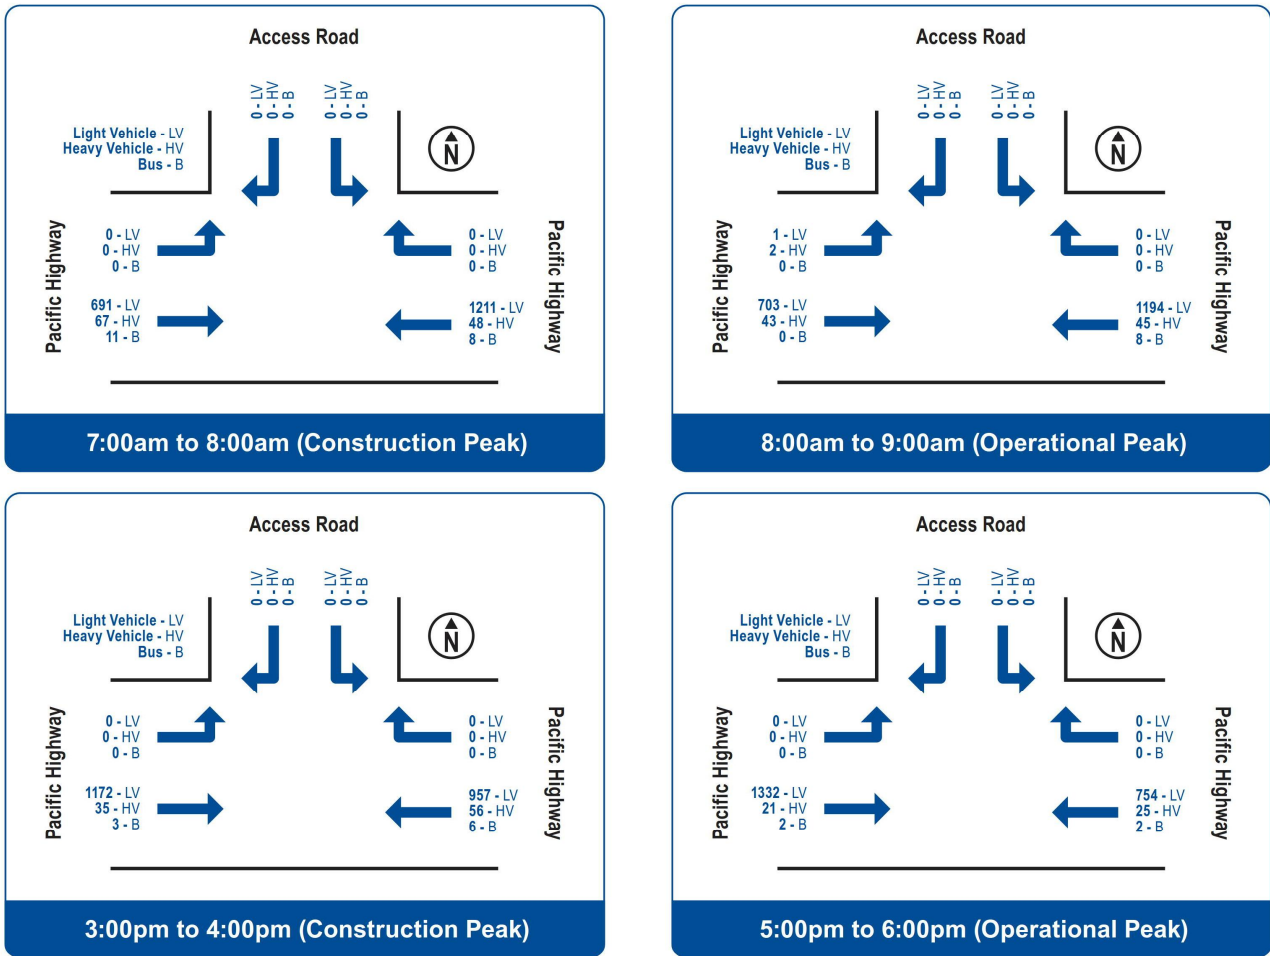 Access Road
0 - LV
0 - HV
0 - B
0 - LV
0 - HV
0 - B
Light Vehicle - LV
Heavy Vehicle - HV
Bus - B
N
Pacific Highway
0 - LV
0 - HV
0 - B
691 - LV
67 - HV
11 - B
0 - LV
0 - HV
0 - B
1211 - LV
48 - HV
8 - B
Pacific Highway
7:00am to 8:00am (Construction Peak)
Access Road
0 - LV
0 - HV
0 - B
0 - LV
0 - HV
0 - B
Light Vehicle - LV
Heavy Vehicle - HV
Bus - B
N
Pacific Highway
1 - LV
2 - HV
0 - B
703 - LV
43 - HV
0 - B
0 - LV
0 - HV
0 - B
1194 - LV
45 - HV
8 - B
Pacific Highway
8:00am to 9:00am (Operational Peak)
Access Road
0 - LV
0 - HV
0 - B
0 - LV
0 - HV
0 - B
Light Vehicle - LV
Heavy Vehicle - HV
Bus - B
N
Pacific Highway
0 - LV
0 - HV
0 - B
1172 - LV
35 - HV
3 - B
0 - LV
0 - HV
0 - B
957 - LV
56 - HV
6 - B
Pacific Highway
3:00pm to 4:00pm (Construction Peak)
Access Road
0 - LV
0 - HV
0 - B
0 - LV
0 - HV
0 - B
Light Vehicle - LV
Heavy Vehicle - HV
Bus - B
N
Pacific Highway
0 - LV
0 - HV
0 - B
1332 - LV
21 - HV
2 - B
0 - LV
0 - HV
0 - B
754 - LV
25 - HV
2 - B
Pacific Highway
5:00pm to 6:00pm (Operational Peak)